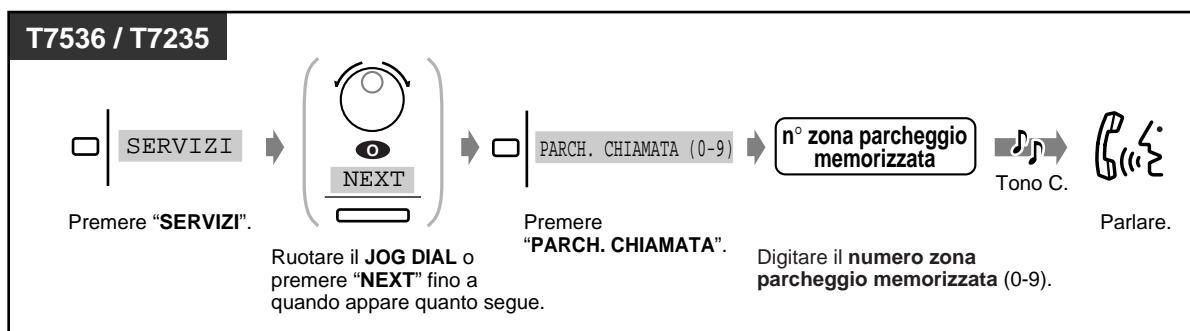 T7536 / T7235
SERVIZI
Premere “SERVIZI”.
O
NEXT
Ruotare il JOG DIAL o
premere “NEXT” fino a
quando appare quanto segue.
PARCH. CHIAMATA (0-9)
Premere
“PARCH. CHIAMATA”.
n° zona parcheggio
memorizzata
Digitare il numero zona
parcheggio memorizzata (0-9).
Tono C.
Parlare.